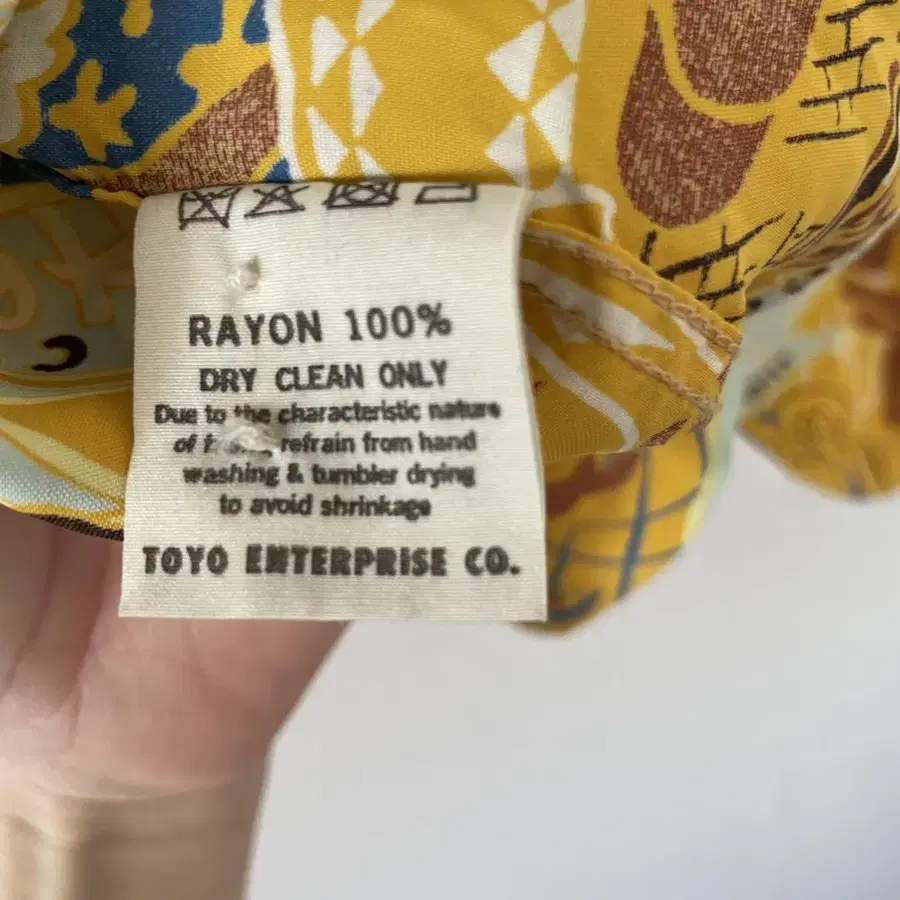 RAYON 100%
DRY CLEAN ONLY
Due to the characteristic nature
of refrain from hand
washing & tumbler drying
to avoid shrinkage
TOYO ENTERPRISE CO.